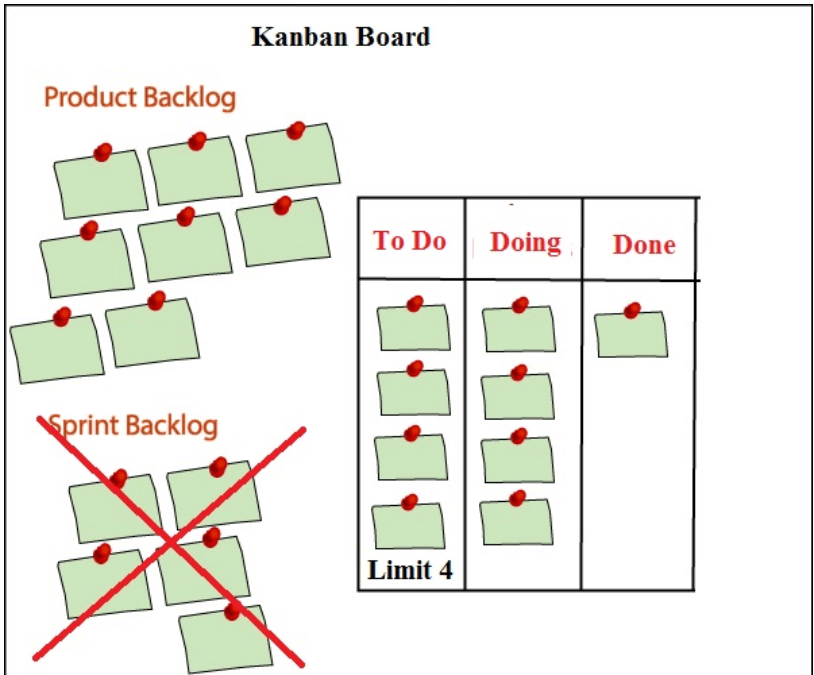 Kanban Board
Product Backlog
To Do
Doing
Done
Sprint Backlog
Limit 4